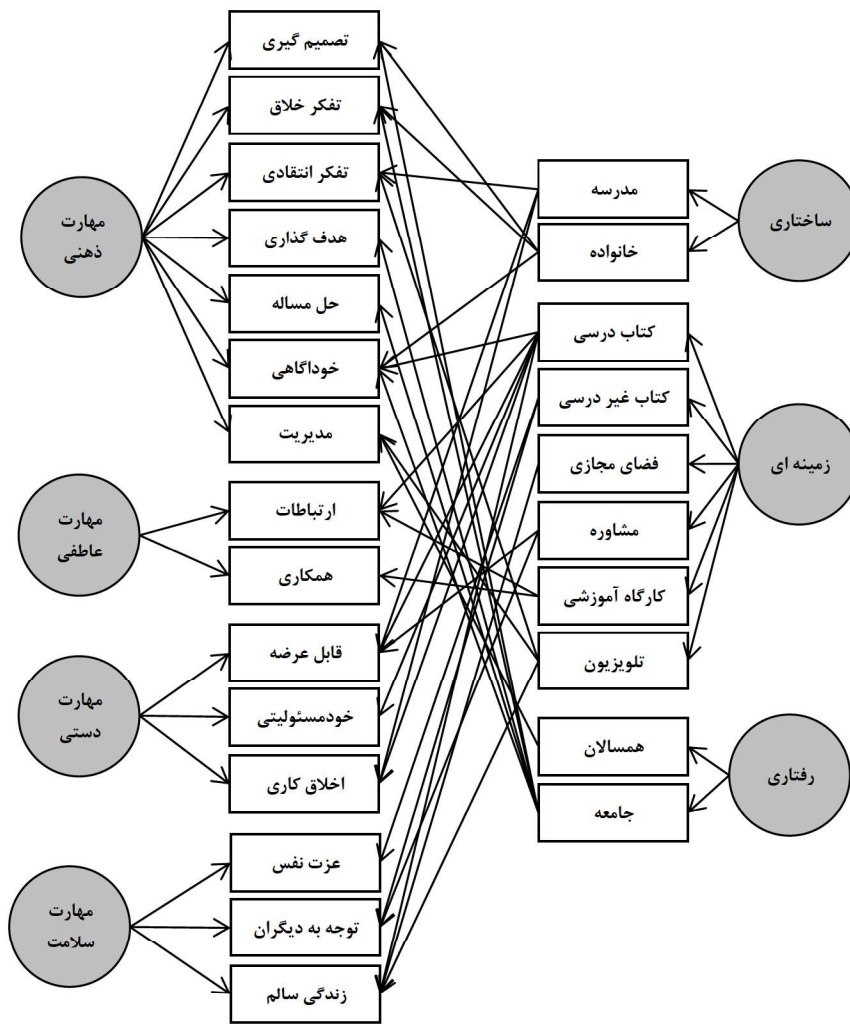 تصمیم گیری
تفکر خلاق
تفکر انتقادی
هدف گذاری
حل مساله
خوداگاهی
مدیریت
ارتباطات
همکاری
قابل عرضه
خودمسئولیتی
اخلاق کاری
عزت نفس
توجه به دیگران
زندگی سالم
مهارت
ذهنی
مهارت
عاطفی
مهارت
دستی
مهارت
سلامت
مدرسه
خانواده
کتاب درسی
کتاب غیر درسی
فضای مجازی
مشاوره
کارگاه آموزشی
تلویزیون
همسالان
جامعه
ساختاری
زمینه ای
رفتاری